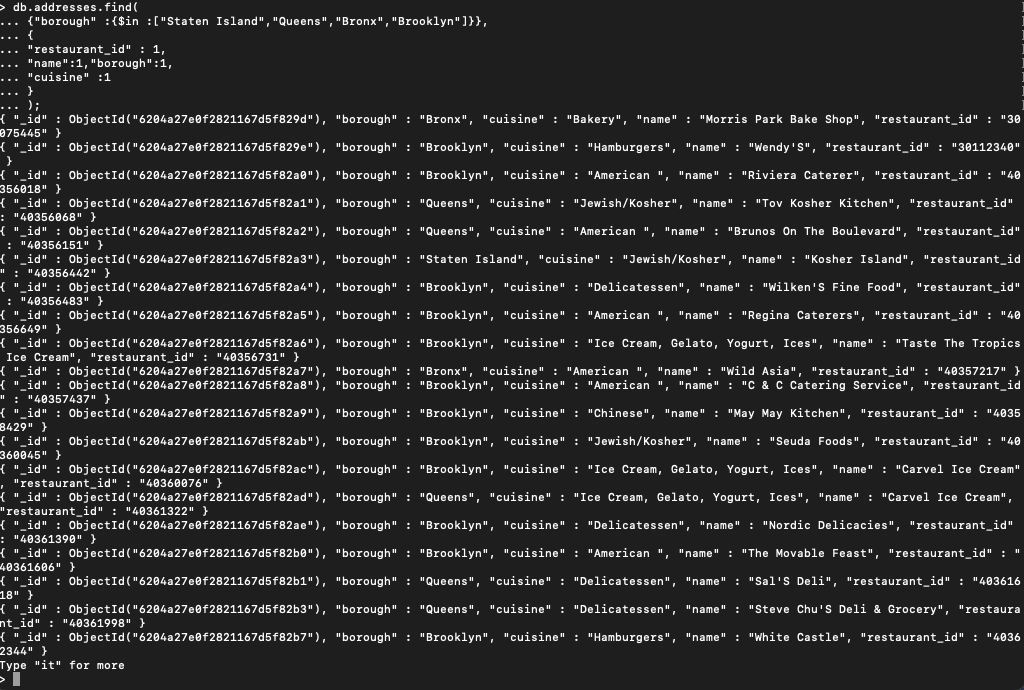 > db.addresses.find(
... {"borough" :{$in :["Staten Island","Queens","Bronx","Brooklyn"]}},
... {
... "restaurant_id" : 1,
... "name":1,"borough":1,
... "cuisine" :1
... }
... );
{ "_id" : ObjectId("6204a27e0f2821167d5f829d"), "borough" : "Bronx", "cuisine" : "Bakery", "name" : "Morris Park Bake Shop", "restaurant_id" : "30
075445" }
{ "_id" : ObjectId("6204a27e0f2821167d5f829e"), "borough" : "Brooklyn", "cuisine" : "Hamburgers", "name" : "Wendy'S", "restaurant_id" : "30112340"
 }
{ "_id" : ObjectId("6204a27e0f2821167d5f82a0"), "borough" : "Brooklyn", "cuisine" : "American ", "name" : "Riviera Caterer", "restaurant_id" : "40
356018" }
{ "_id" : ObjectId("6204a27e0f2821167d5f82a1"), "borough" : "Queens", "cuisine" : "Jewish/Kosher", "name" : "Tov Kosher Kitchen", "restaurant_id"
: "40356068" }
{ "_id" : ObjectId("6204a27e0f2821167d5f82a2"), "borough" : "Queens", "cuisine" : "American ", "name" : "Brunos On The Boulevard", "restaurant_id"
 : "40356151" }
{ "_id" : ObjectId("6204a27e0f2821167d5f82a3"), "borough" : "Staten Island", "cuisine" : "Jewish/Kosher", "name" : "Kosher Island", "restaurant_id
" : "40356442" }
{ "_id" : ObjectId("6204a27e0f2821167d5f82a4"), "borough" : "Brooklyn", "cuisine" : "Delicatessen", "name" : "Wilken'S Fine Food", "restaurant_id"
 : "40356483" }
{ "_id" : ObjectId("6204a27e0f2821167d5f82a5"), "borough" : "Brooklyn", "cuisine" : "American ", "name" : "Regina Caterers", "restaurant_id" : "40
356649" }
{ "_id" : ObjectId("6204a27e0f2821167d5f82a6"), "borough" : "Brooklyn", "cuisine" : "Ice Cream, Gelato, Yogurt, Ices", "name" : "Taste The Tropics
 Ice Cream", "restaurant_id" : "40356731" }
{ "_id" : ObjectId("6204a27e0f2821167d5f82a7"), "borough" : "Bronx", "cuisine" : "American ", "name" : "Wild Asia", "restaurant_id" : "40357217" }
{ "_id" : ObjectId("6204a27e0f2821167d5f82a8"), "borough" : "Brooklyn", "cuisine" : "American ", "name" : "C & C Catering Service", "restaurant_id
" : "40357437" }
{ "_id" : ObjectId("6204a27e0f2821167d5f82a9"), "borough" : "Brooklyn", "cuisine" : "Chinese", "name" : "May May Kitchen", "restaurant_id" : "4035
8429" }
{ "_id" : ObjectId("6204a27e0f2821167d5f82ab"), "borough" : "Brooklyn", "cuisine" : "Jewish/Kosher", "name" : "Seuda Foods", "restaurant_id" : "40
360045" }
{ "_id" : ObjectId("6204a27e0f2821167d5f82ac"), "borough" : "Brooklyn", "cuisine" : "Ice Cream, Gelato, Yogurt, Ices", "name" : "Carvel Ice Cream"
, "restaurant_id" : "40360076" }
{ "_id" : ObjectId("6204a27e0f2821167d5f82ad"), "borough" : "Queens", "cuisine" : "Ice Cream, Gelato, Yogurt, Ices", "name" : "Carvel Ice Cream",
"restaurant_id" : "40361322" }
{ "_id" : ObjectId("6204a27e0f2821167d5f82ae"), "borough" : "Brooklyn", "cuisine" : "Delicatessen", "name" : "Nordic Delicacies", "restaurant_id"
: "40361390" }
{ "_id" : ObjectId("6204a27e0f2821167d5f82b0"), "borough" : "Brooklyn", "cuisine" : "American ", "name" : "The Movable Feast", "restaurant_id" : "
40361606" }
{ "_id" : ObjectId("6204a27e0f2821167d5f82b1"), "borough" : "Queens", "cuisine" : "Delicatessen", "name" : "Sal'S Deli", "restaurant_id" : "403616
18" }
{ "_id" : ObjectId("6204a27e0f2821167d5f82b3"), "borough" : "Queens", "cuisine" : "Delicatessen", "name" : "Steve Chu'S Deli & Grocery", "restaura
nt_id" : "40361998" }
{ "_id" : ObjectId("6204a27e0f2821167d5f82b7"), "borough" : "Brooklyn", "cuisine" : "Hamburgers", "name" : "White Castle", "restaurant_id" : "4036
2344" }
Type "it" for more
>